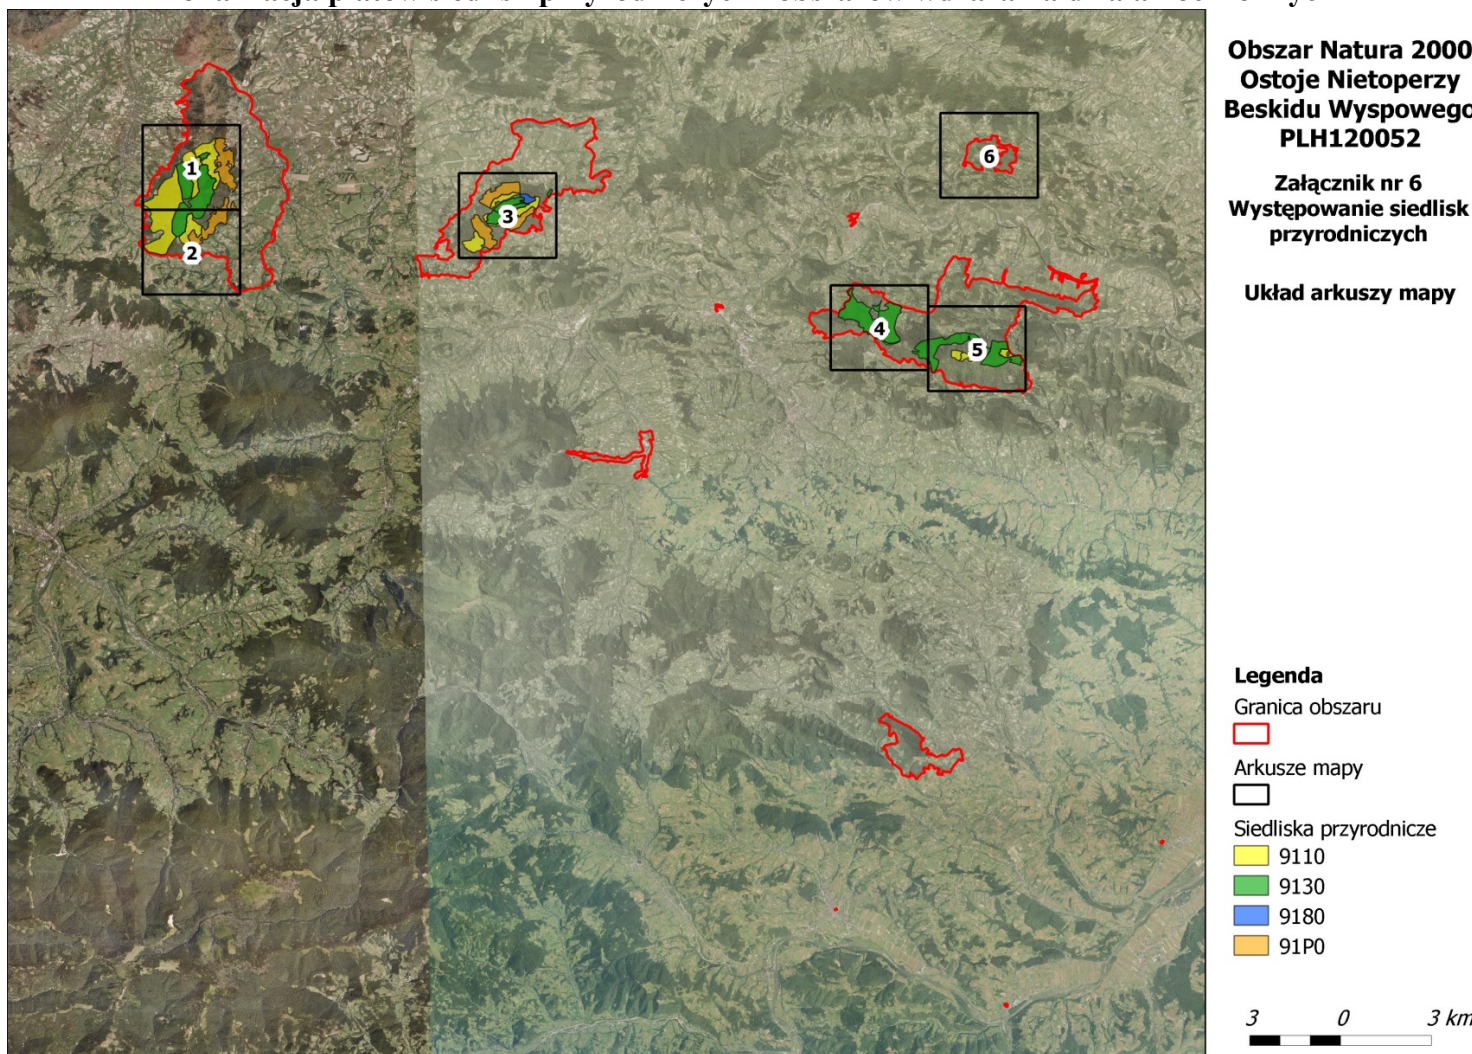 Obszar Natura 2000
Ostoje Nietoperzy
Beskidu Wyspowego
PLH120052
Załącznik nr 6
Występowanie siedlisk
przyrodniczych
Układ arkuszy mapy
1
2
3
6
4
5
Legenda
Granica obszaru
Arkusze mapy
Siedliska przyrodnicze
9110
9130
9180
91P0
3 0 3 km